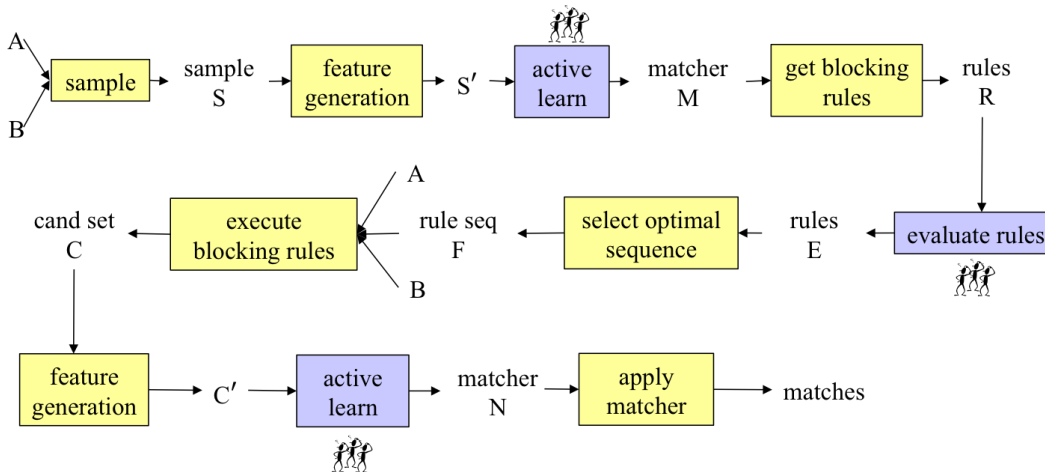 A
B
sample
sample
S
feature
generation
S′
active
learn
matcher
M
get blocking
rules
rules
R
evaluate rules
rules
E
select optimal
sequence
rule seq
F
A
B
execute
blocking rules
cand set
C
feature
generation
C′
active
learn
matcher
N
apply
matcher
matches